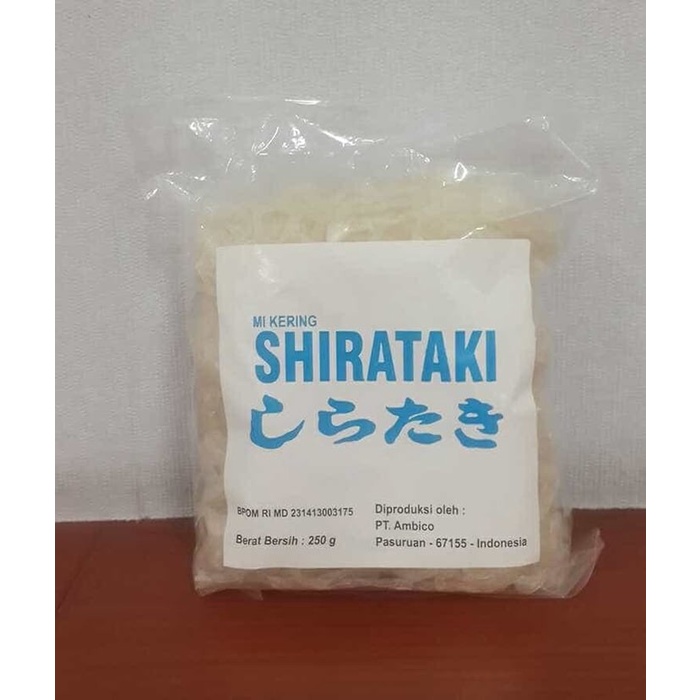 MI KERING
SHIRATAKI
しらたき
BPOM RI MD 231413003175
Berat Bersih : 250 g
Diproduksi oleh :
PT. Ambico
Pasuruan - 67155 - Indonesia